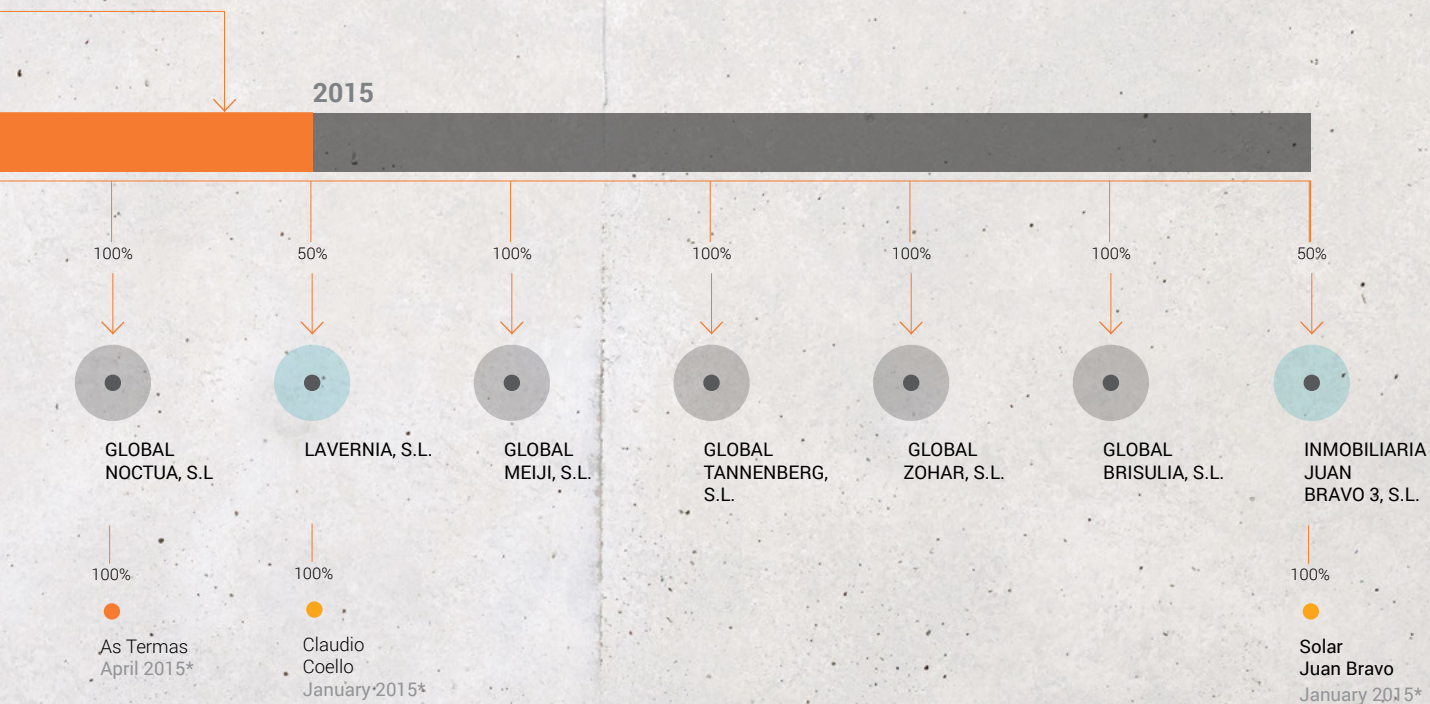 2015
100%
50%
100%
100%
100%
100%
50%
GLOBAL
NOCTUA, S.L
LAVERNIA, S.L.
GLOBAL
MEIJI, S.L.
GLOBAL
TANNENBERG,
S.L.
GLOBAL
ZOHAR, S.L.
GLOBAL
BRISULIA, S.L.
INMOBILIARIA
JUAN
BRAVO 3, S.L.
100%
As Termas
April 2015*
100%
Claudio
Coello
January 2015*
100%
Solar
Juan Bravo
January 2015*